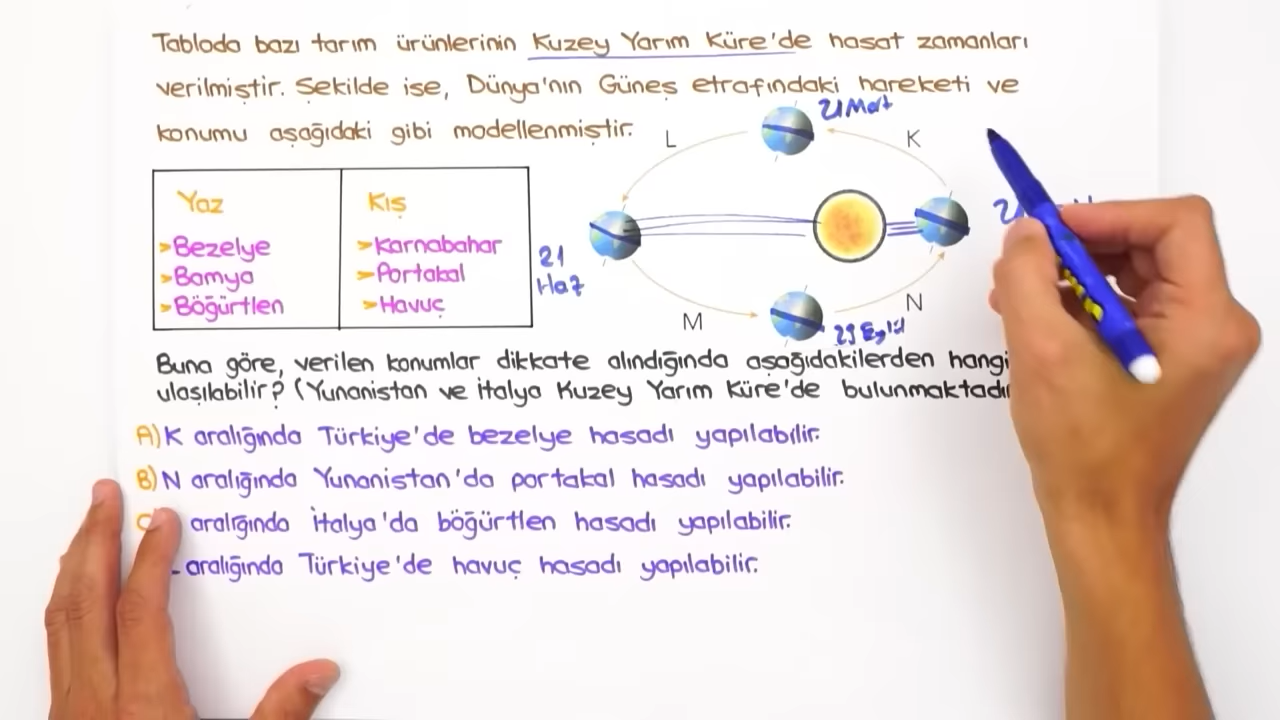 Tabloda bazı tarım ürünlerinin Kuzey Yarım Küre'de hasat zamanları
verilmiştir. Şekilde ise, Dünya'nın Güneş etrafındaki hareketi ve
konumu aşağıdaki gibi modellenmiştir.
21 Mart
L
K
Yaz
Kış
➤Bezelye
➤Karnabahar
➤Bamya
➤Portakal
➤Böğürtlen
➤Havuç
21
Haz
M
N
23 Eylül
Buna göre, verilen konumlar dikkate alındığında aşağıdakilerden hangi
ulaşılabilir? (Yunanistan ve İtalya Kuzey Yarım Küre'de bulunmaktadı
A) K aralığında Türkiye'de bezelye hasadı yapılabilir.
B) N aralığında Yunanistan'da portakal hasadı yapılabilir.
aralığında İtalya'da böğürtlen hasadı yapılabilir.
aralığında Türkiye'de havuç hasadı yapılabilir.